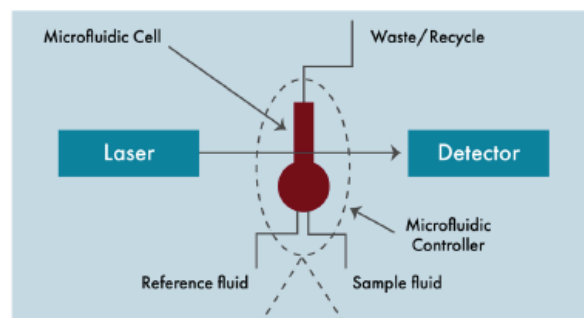 Microfluidic Cell
Waste/Recycle
Laser
Detector
Microfluidic
Controller
Reference fluid
Sample fluid